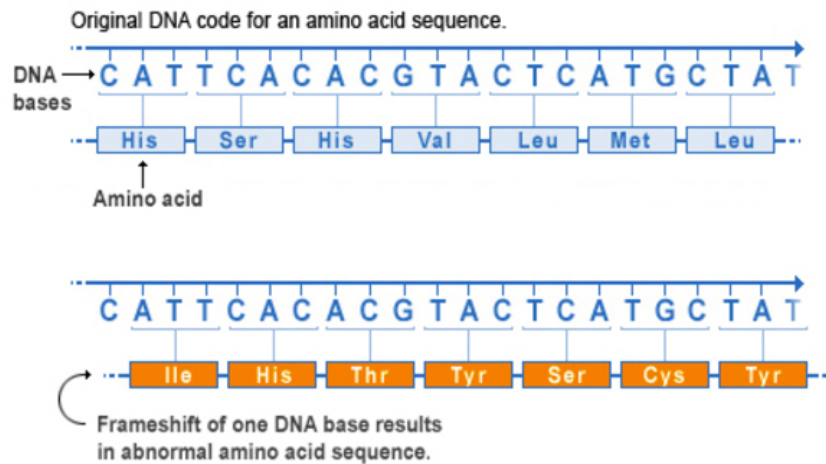 Original DNA code for an amino acid sequence.
DNA bases
C A T T C A C A C G T A C T C A T G C T A T
His Ser His Val Leu Met Leu
Amino acid
C A T T C A C A C G T A C T C A T G C T A T
Ile His Thr Tyr Ser Cys Tyr
Frameshift of one DNA base results
in abnormal amino acid sequence.